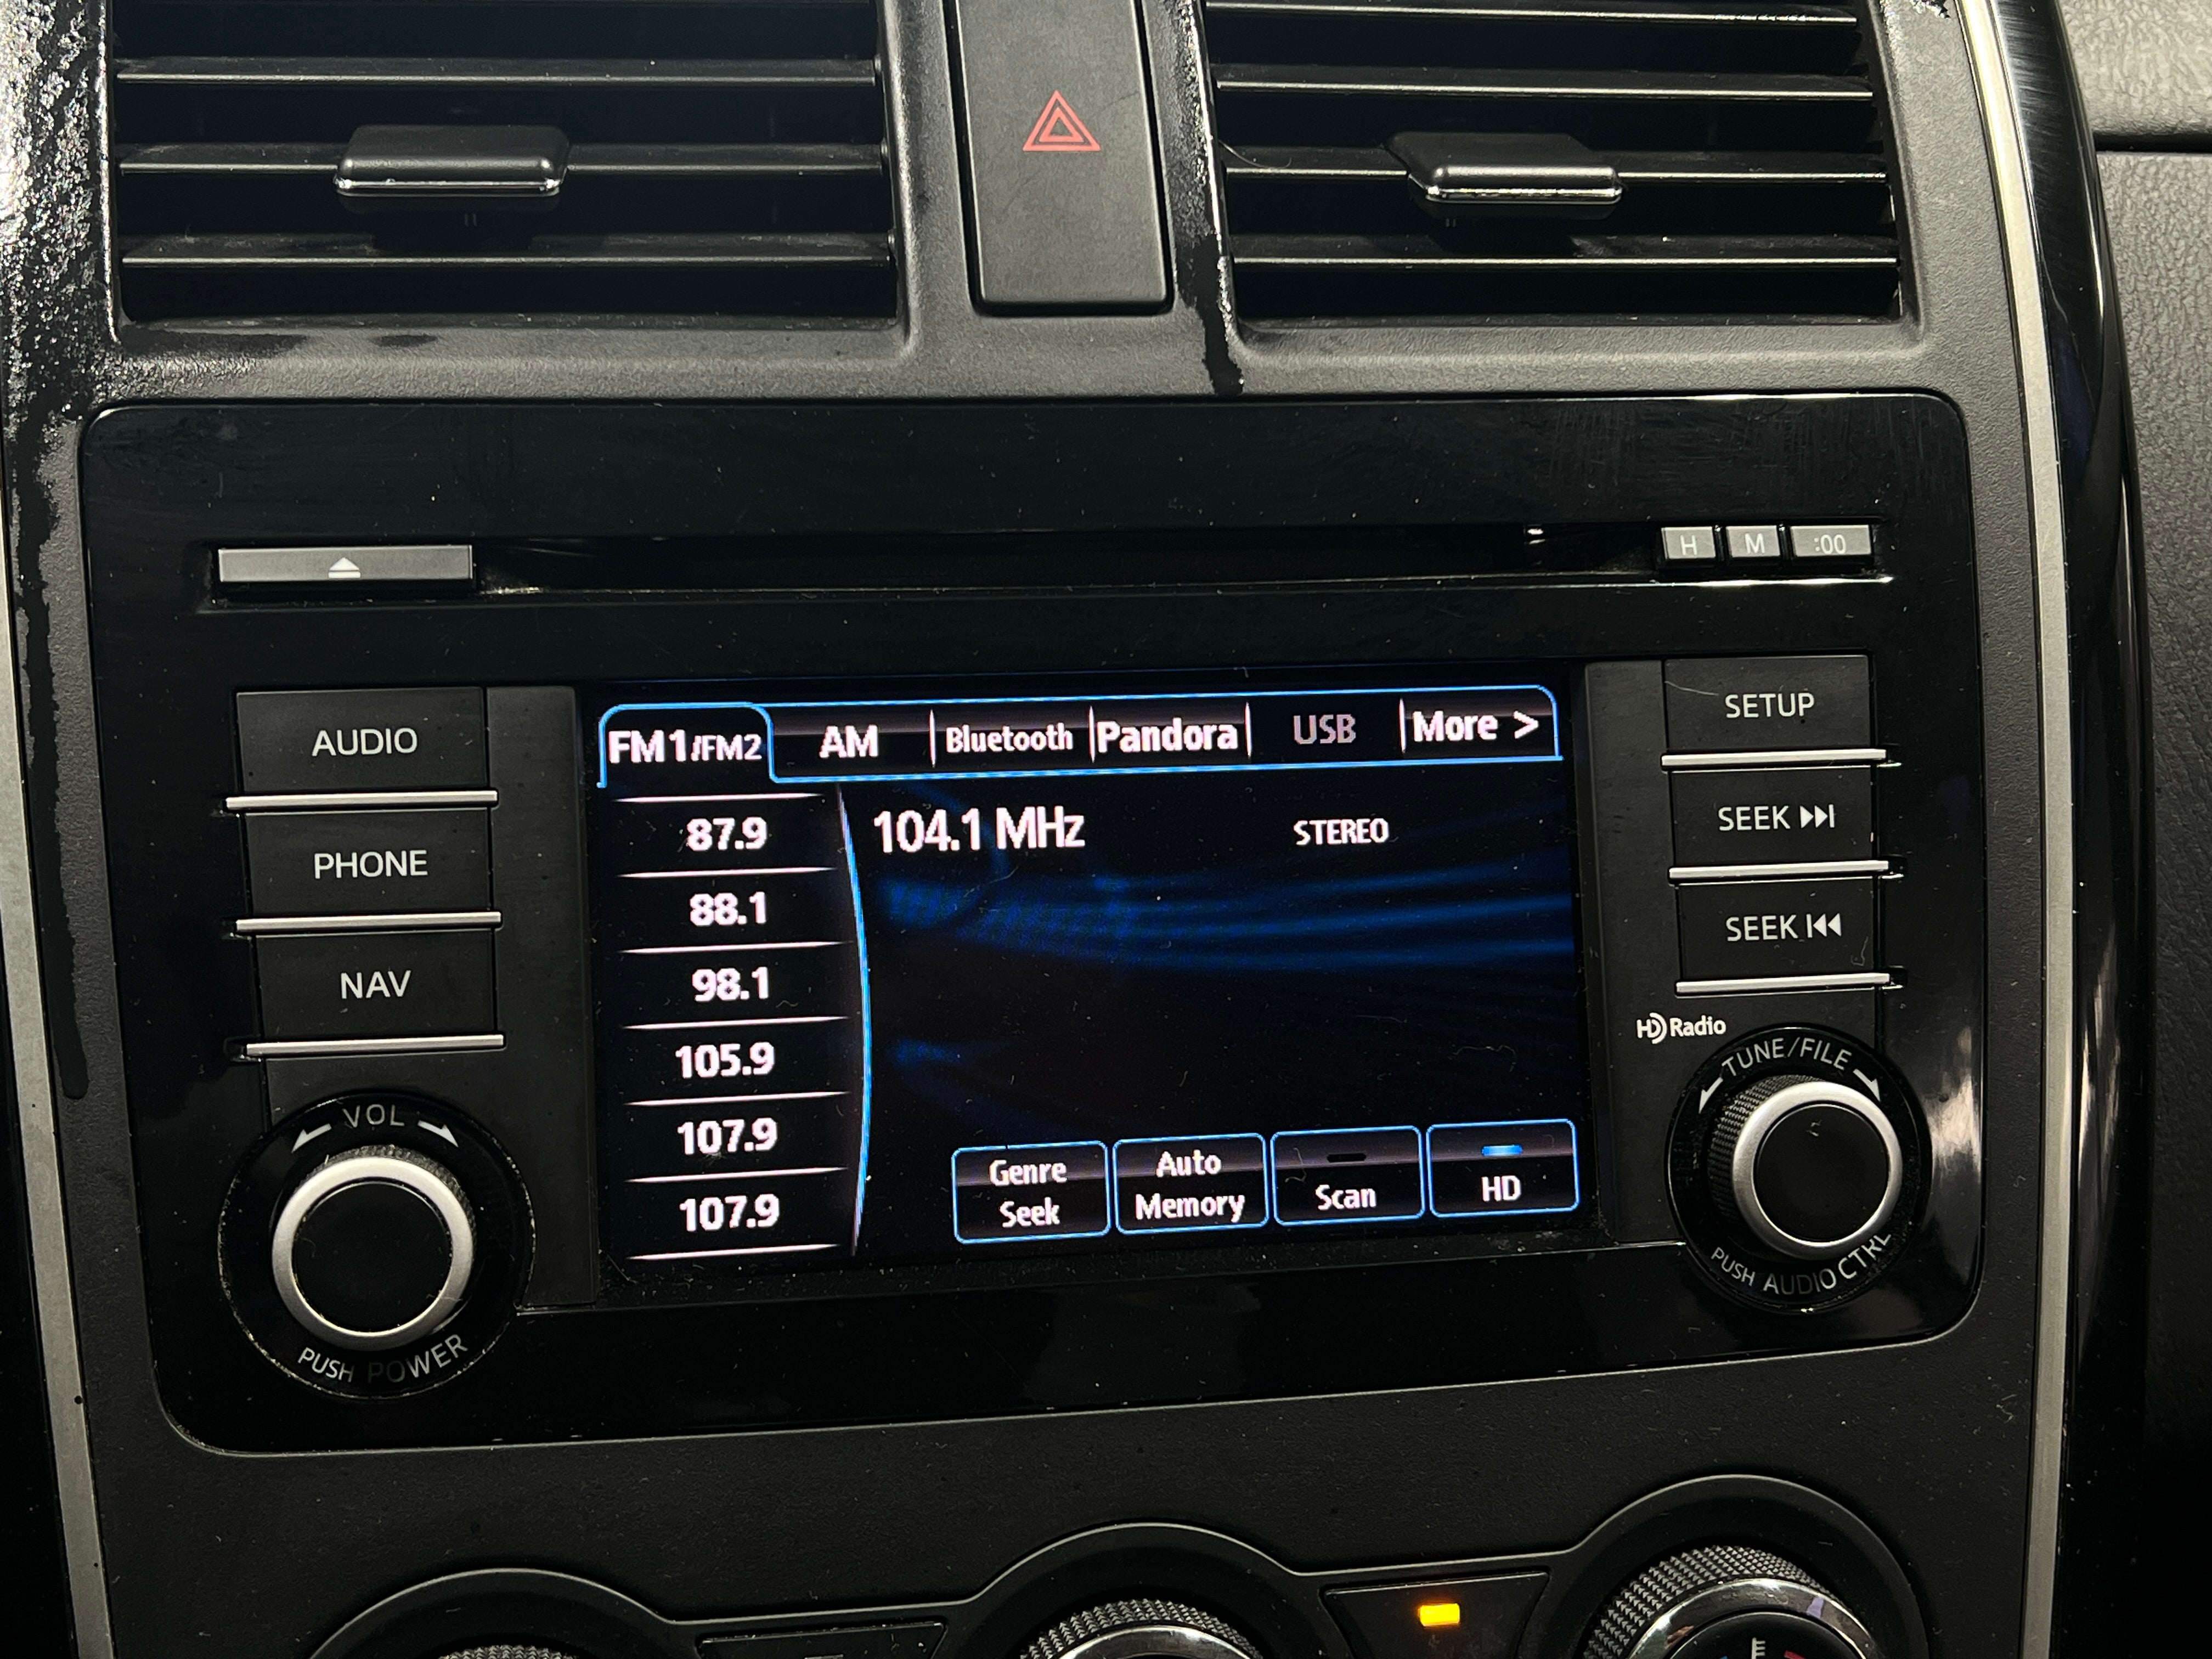 H M :00
AUDIO
PHONE
NAV
VOL
PUSH POWER
FM1/FM2 AM Bluetooth Pandora USB More >
87.9
88.1
98.1
105.9
107.9
107.9
104.1 MHz STEREO
Genre Seek
Auto Memory
Scan
HD
SETUP
SEEK
SEEK
HD Radio
TUNE/FILE
PUSH AUDIO CTRL